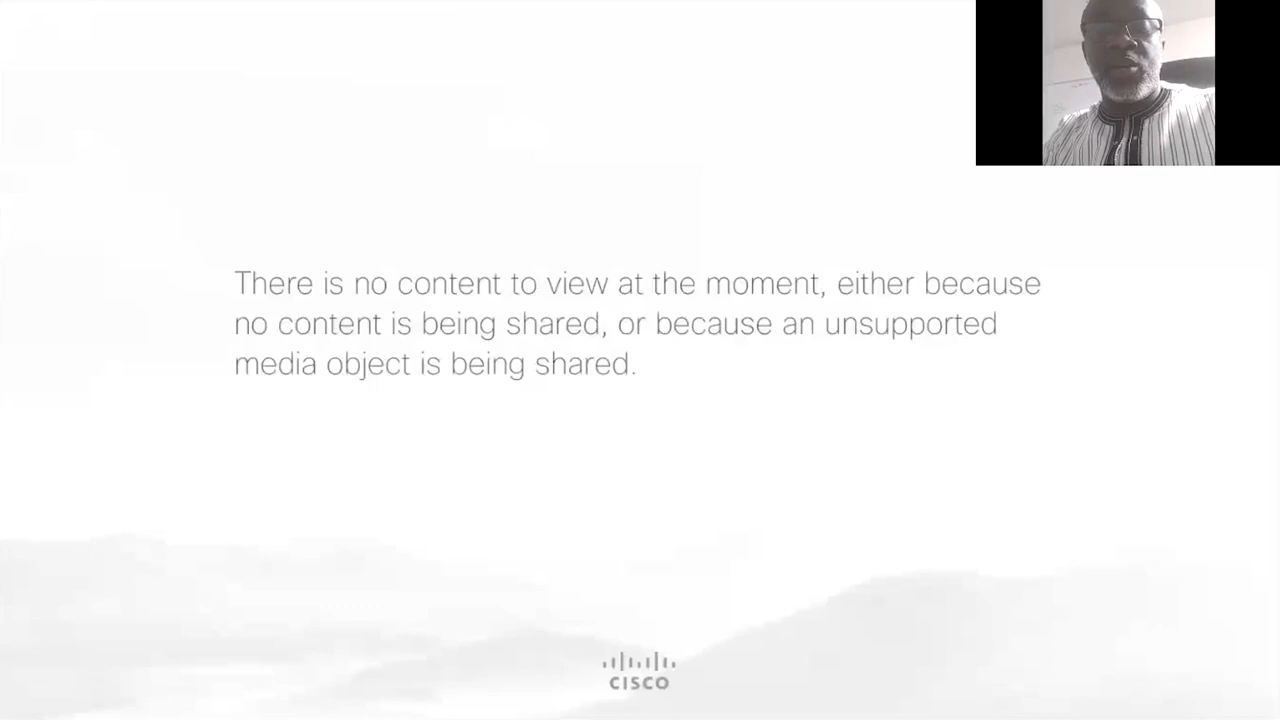 There is no content to view at the moment, either because
no content is being shared, or because an unsupported
media object is being shared.
CISCO